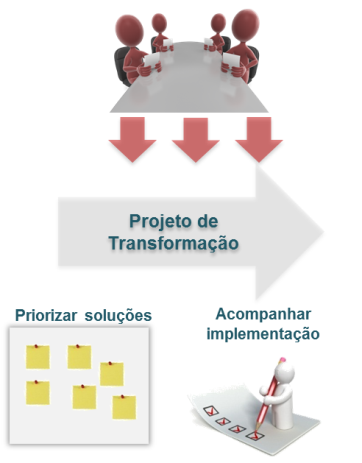 Projeto de
Transformação
Priorizar soluções
Acompanhar
implementação